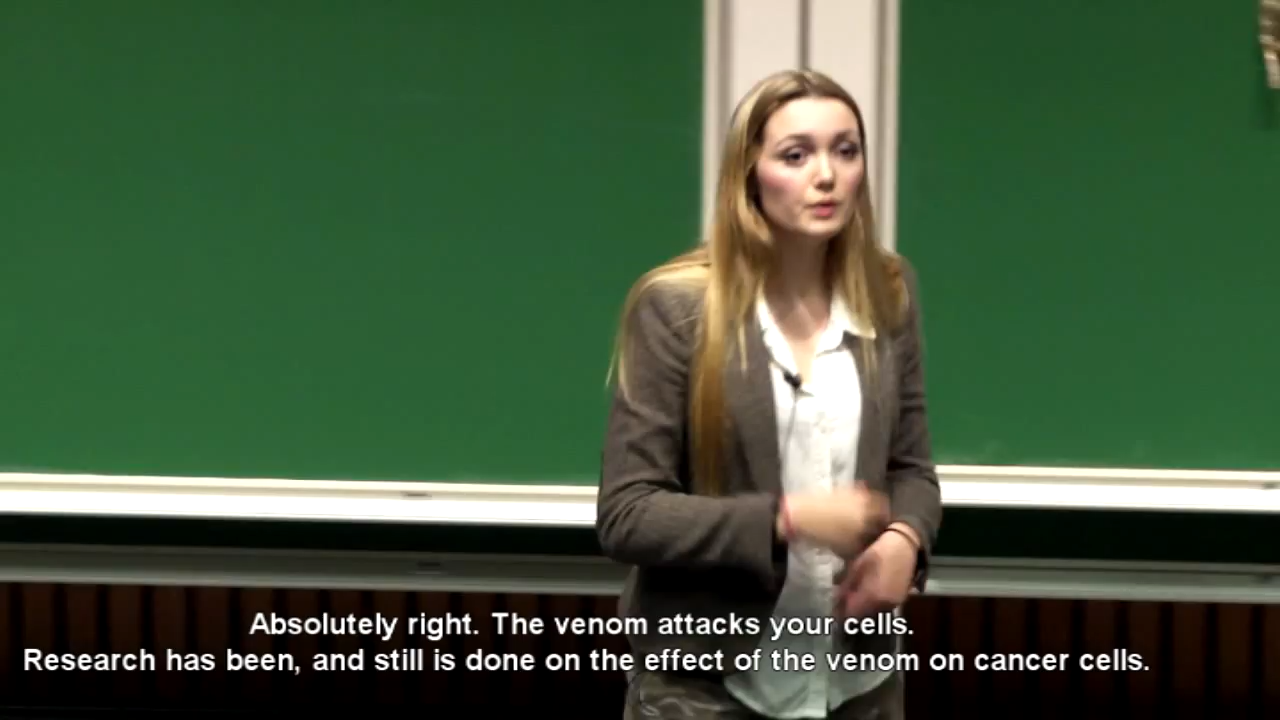 Absolutely right. The venom attacks your cells.
Research has been, and still is done on the effect of the venom on cancer cells.